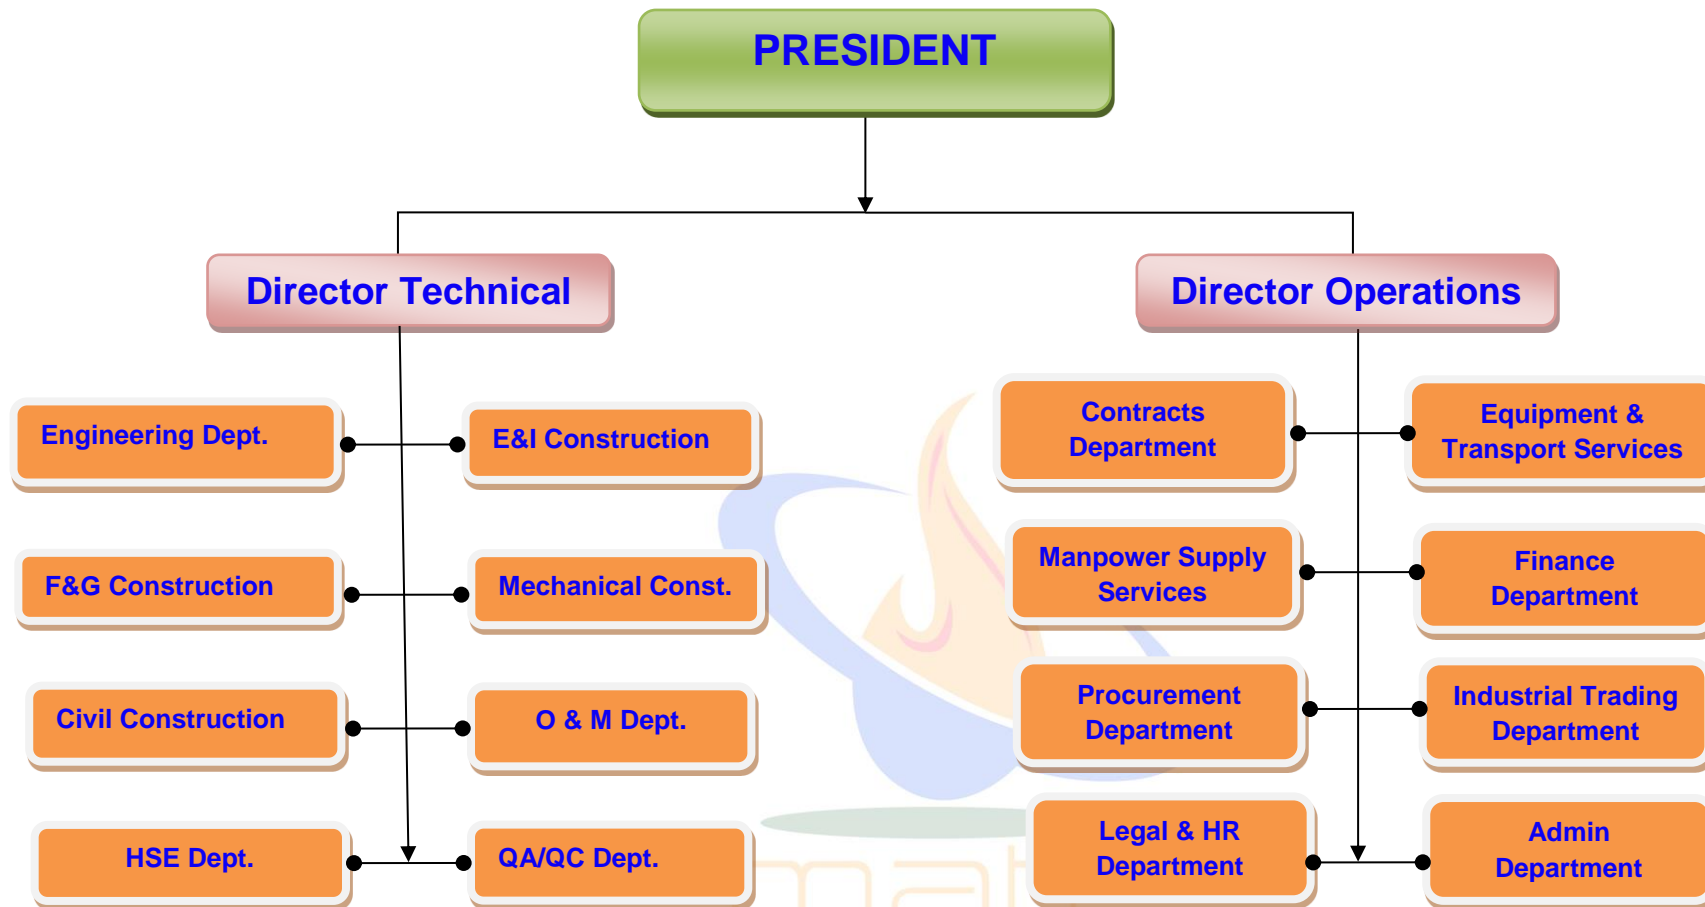 PRESIDENT
Director Technical
Director Operations
Engineering Dept.
E&I Construction
F&G Construction
Mechanical Const.
Civil Construction
O & M Dept.
HSE Dept.
QA/QC Dept.
Contracts
Department
Equipment &
Transport Services
Manpower Supply
Services
Finance
Department
Procurement
Department
Industrial Trading
Department
Legal & HR
Department
Admin
Department